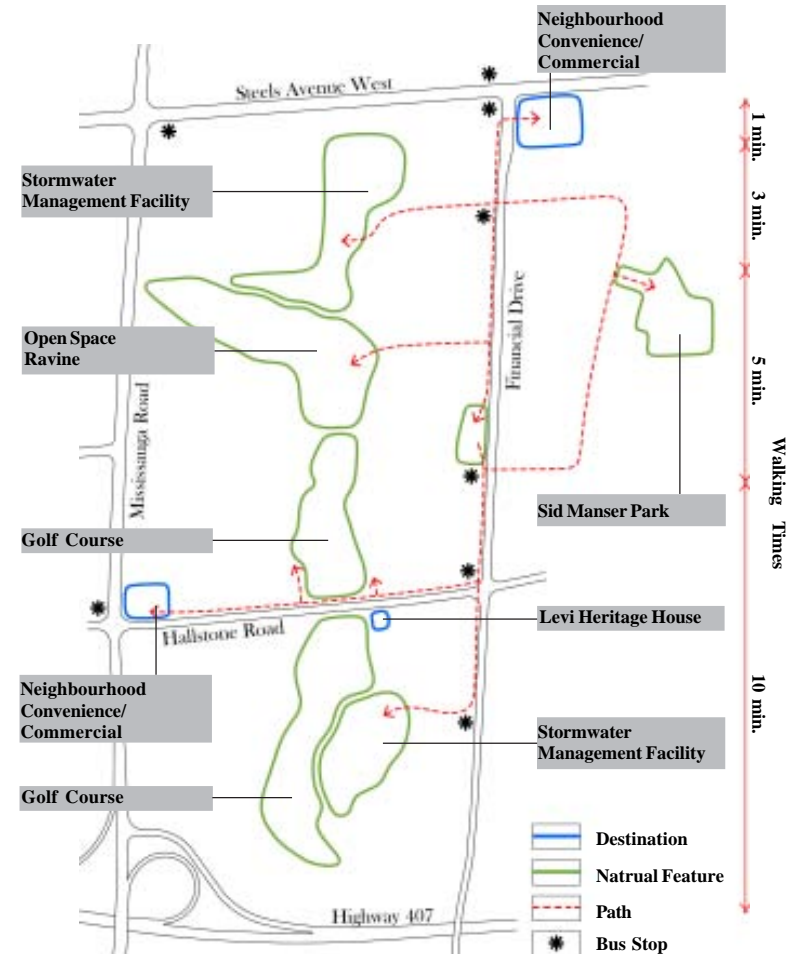 Neighbourhood
Convenience/
Commercial
Steels Avenue West
1 min.
Stormwater
Management Facility
3 min.
Financial Drive
Open Space
Ravine
5 min.
Mississauga Road
Walking Times
Sid Manser Park
Golf Course
Levi Heritage House
Hallstone Road
Neighbourhood
Convenience/
Commercial
10 min.
Stormwater
Management Facility
Golf Course
Destination
Natrual Feature
Path
Highway 407
Bus Stop